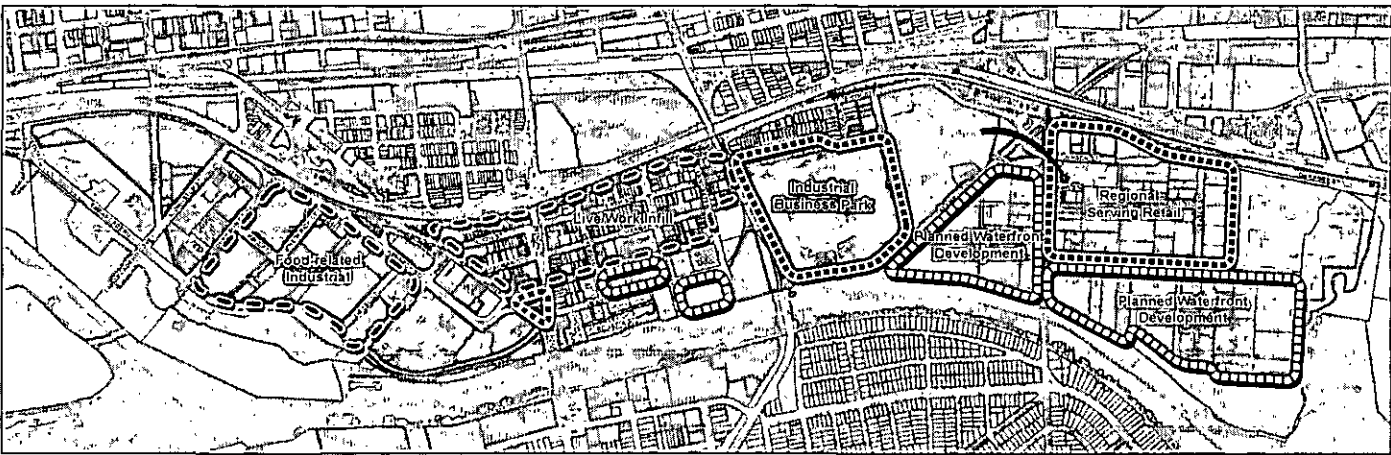 Food-related
Industrial
Live/Work Infill
Industrial
Business Park
Planned Waterfront
Development
Regional
Serving Retail
Planned Waterfront
Development